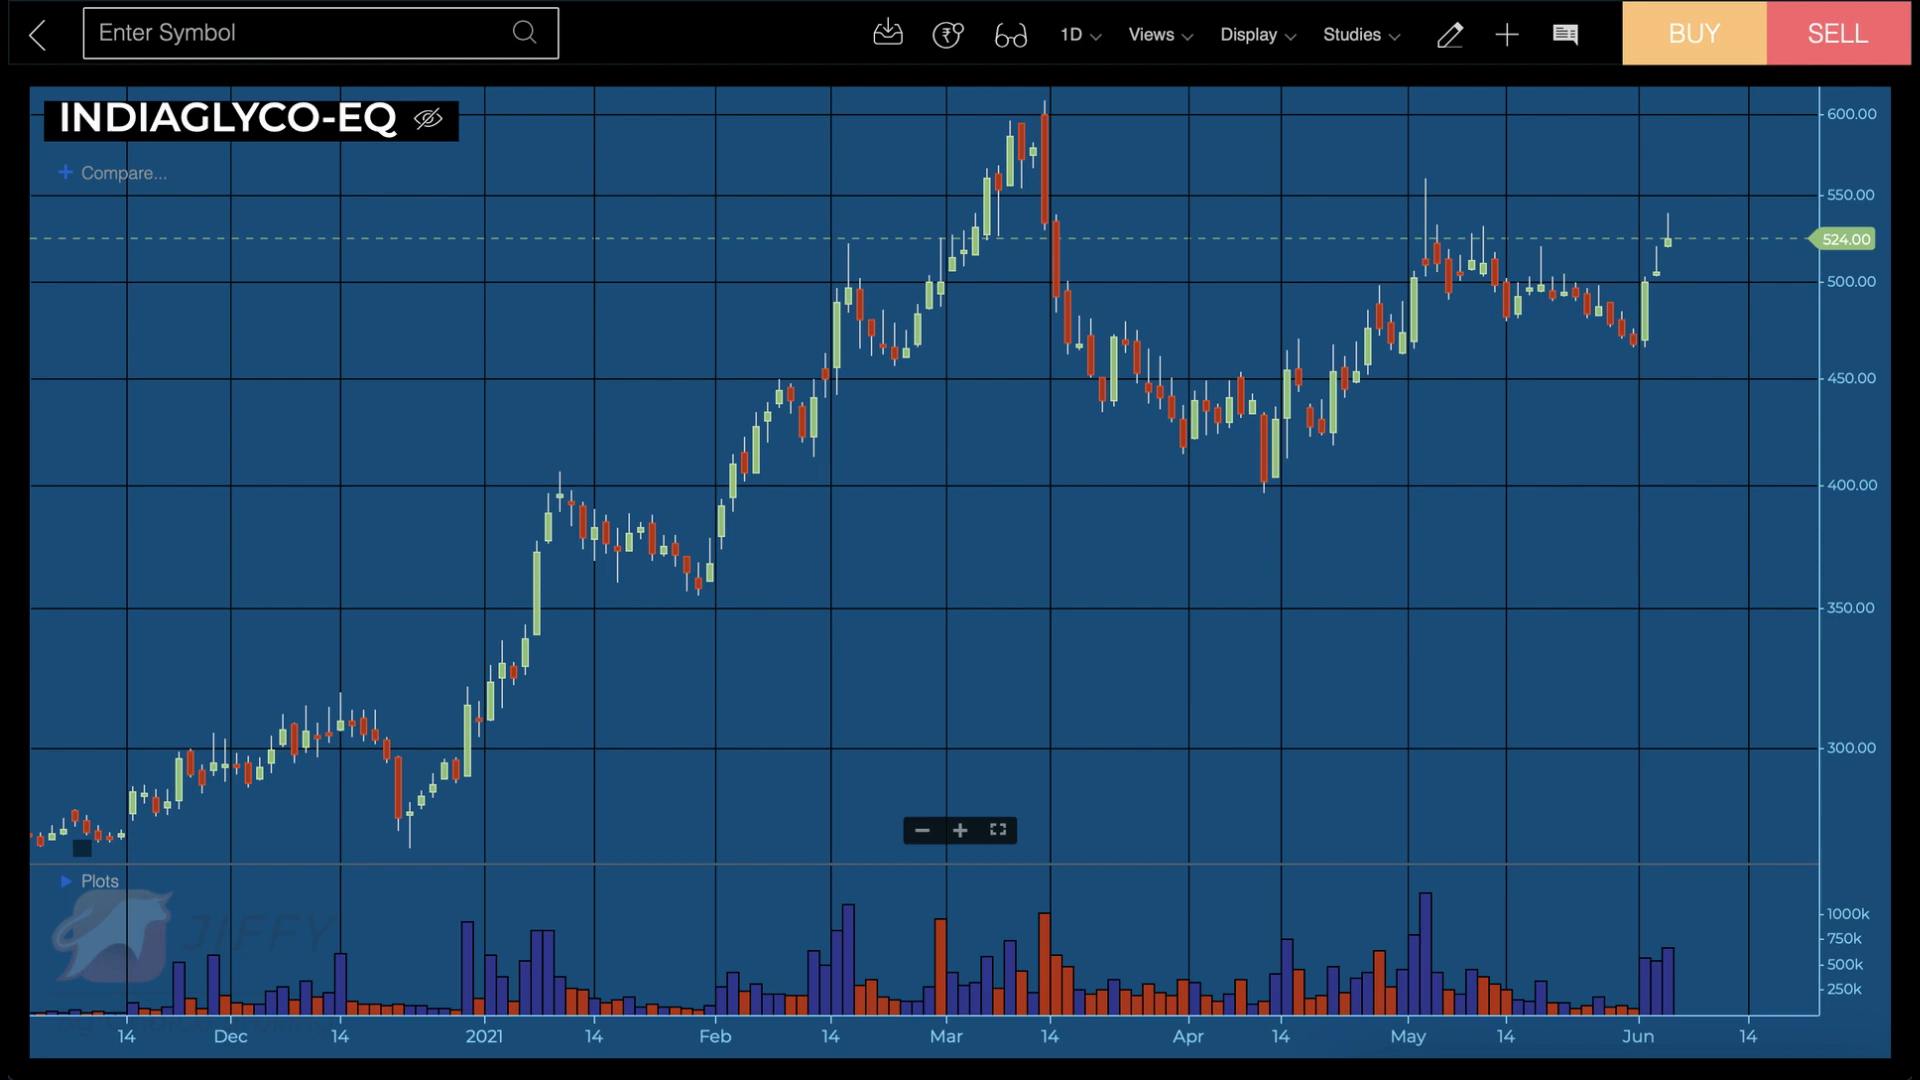 Enter Symbol
1D
Views
Display
Studies
BUY
SELL
INDIAGLYCO-EQ
Compare...
600.00
550.00
524.00
500.00
450.00
400.00
350.00
300.00
Plots
JIFFY
1000k
750k
500k
250k
14 Dec 14 2021 14 Feb 14 Mar 14 Apr 14 May 14 Jun 14